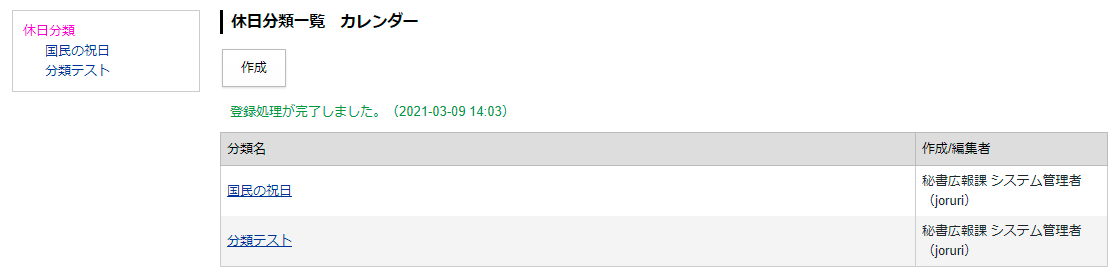 休日分類
国民の祝日
分類テスト
休日分類一覧　カレンダー
作成
登録処理が完了しました。（2021-03-09 14:03）
分類名
作成/編集者
国民の祝日
秘書広報課 システム管理者
（joruri）
分類テスト
秘書広報課 システム管理者
（joruri）